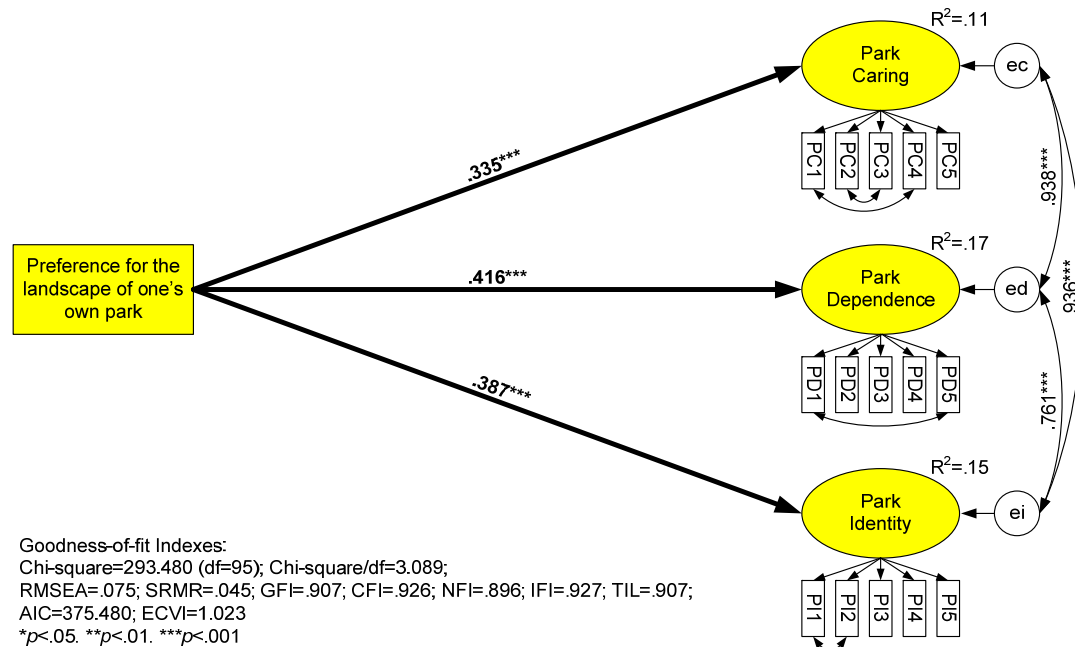 R²=.11
Park
Caring
ec
PC1
PC2
PC3
PC4
PC5
.335***
.938***
R²=.17
Preference for the
landscape of one's
own park
.416***
Park
Dependence
ed
.936***
PD1
PD2
PD3
PD4
PD5
.387***
.761***
R²=.15
Park
Identity
ei
PI1
PI2
PI3
PI4
PI5
Goodness-of-fit Indexes:
Chi-square=293.480 (df=95); Chi-square/df=3.089;
RMSEA=.075; SRMR=.045; GFI=.907; CFI=.926; NFI=.896; IFI=.927; TIL=.907;
AIC=375.480; ECVI=1.023
*p<.05. **p<.01. ***p<.001